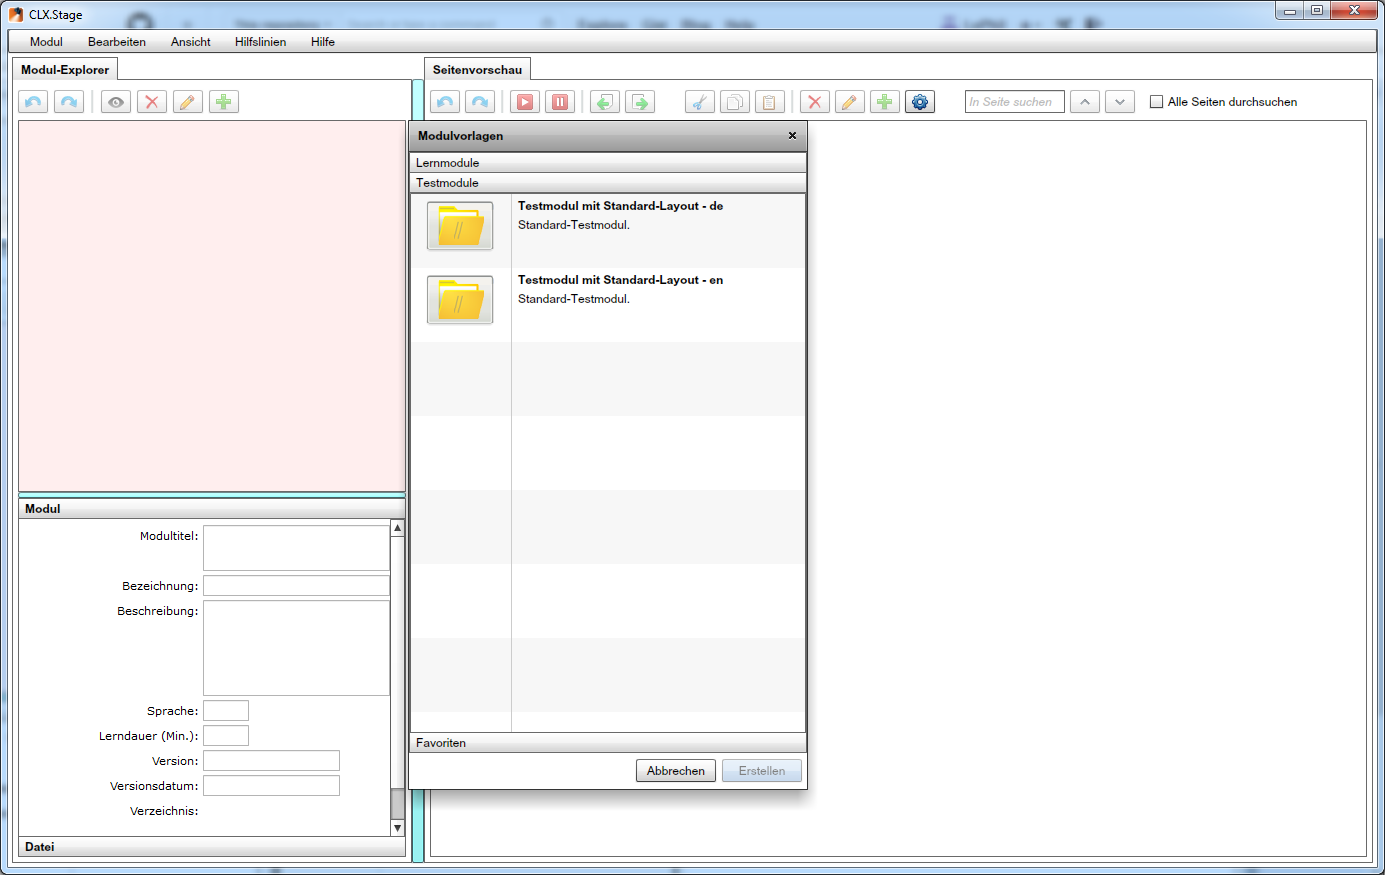 CLX.Stage
Modul Bearbeiten Ansicht Hilfslinien Hilfe
Modul-Explorer
Seitenvorschau
In Seite suchen
Alle Seiten durchsuchen
Modulvorlagen
Lernmodule
Testmodule
Testmodul mit Standard-Layout - de
Standard-Testmodul.
Testmodul mit Standard-Layout - en
Standard-Testmodul.
Favoriten
Abbrechen Erstellen
Modul
Modultitel:
Bezeichnung:
Beschreibung:
Sprache:
Lerndauer (Min.):
Version:
Versionsdatum:
Verzeichnis:
Datei